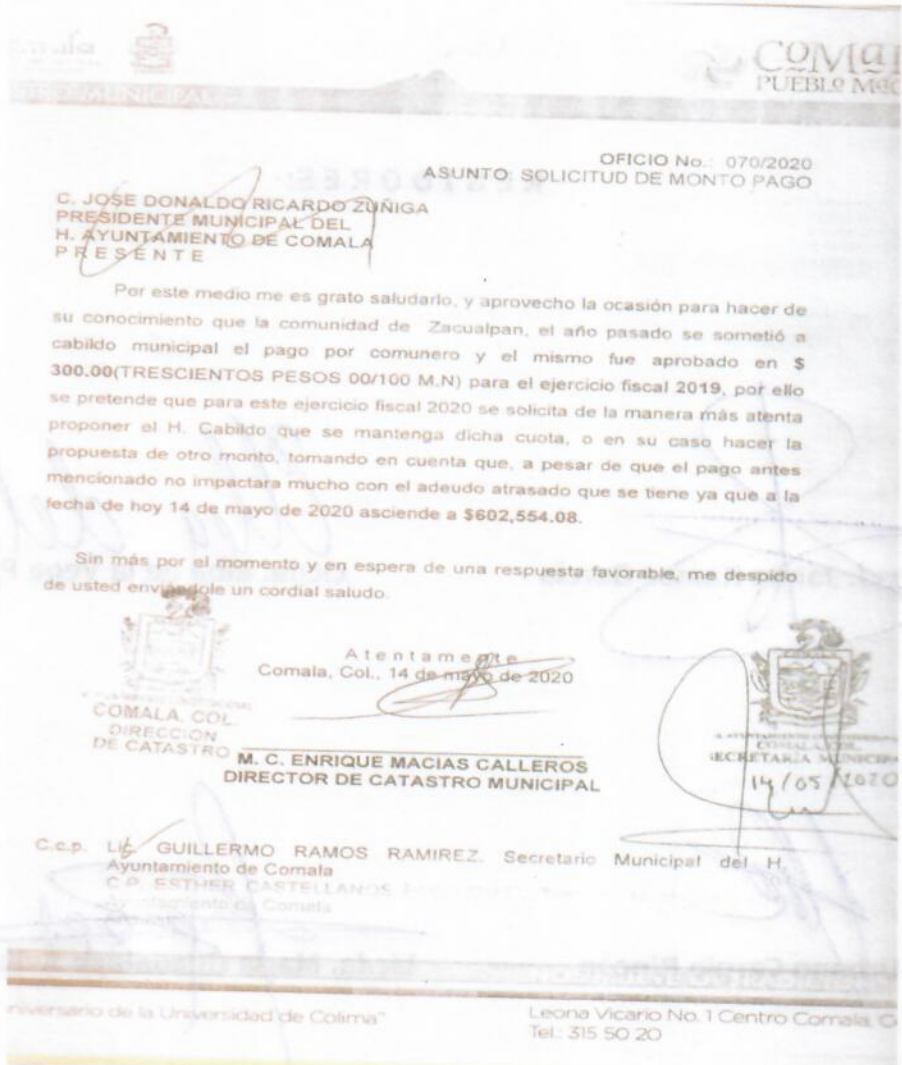 COMA
PUEBLO
OFICIO No.: 070/2020
ASUNTO: SOLICITUD DE MONTO PAGO
C. JOSE DONALDO RICARDO ZUÑIGA
PRESIDENTE MUNICIPAL DEL
H. AYUNTAMIENTO DE COMALA
P R E S E N T E
Por este medio me es grato saludarlo, y aprovecho la ocasión para hacer de
su conocimiento que la comunidad de Zacualpan, el año pasado se sometió a
cabildo municipal el pago por comunero y el mismo fue aprobado en $
300.00(TRESCIENTOS PESOS 00/100 M.N) para el ejercicio fiscal 2019, por ello
se pretende que para este ejercicio fiscal 2020 se solicita de la manera más atenta
proponer el H. Cabildo que se mantenga dicha cuota, o en su caso hacer la
propuesta de otro monto, tomando en cuenta que, a pesar de que el pago antes
mencionado no impactara mucho con el adeudo atrasado que se tiene ya que a la
fecha de hoy 14 de mayo de 2020 asciende a $602,554.08.
Sin más por el momento y en espera de una respuesta favorable, me despido
de usted enviándole un cordial saludo.
A t e n t a m e n t e
Comala, Col., 14 de mayo de 2020
COMALA, COL.
DIRECCION
DE CATASTRO
M. C. ENRIQUE MACIAS CALLEROS
DIRECTOR DE CATASTRO MUNICIPAL
COMALA, COL.
SECRETARIA MUNICIPA
14/05/2020
C.c.p. Lic. GUILLERMO RAMOS RAMIREZ. Secretario Municipal del H.
Ayuntamiento de Comala
C.P. ESTHER CASTELLANOS
Ayuntamiento de Comala
niversario de la Universidad de Colima"
Leona Vicario No. 1 Centro Comala, C
Tel.: 315 50 20